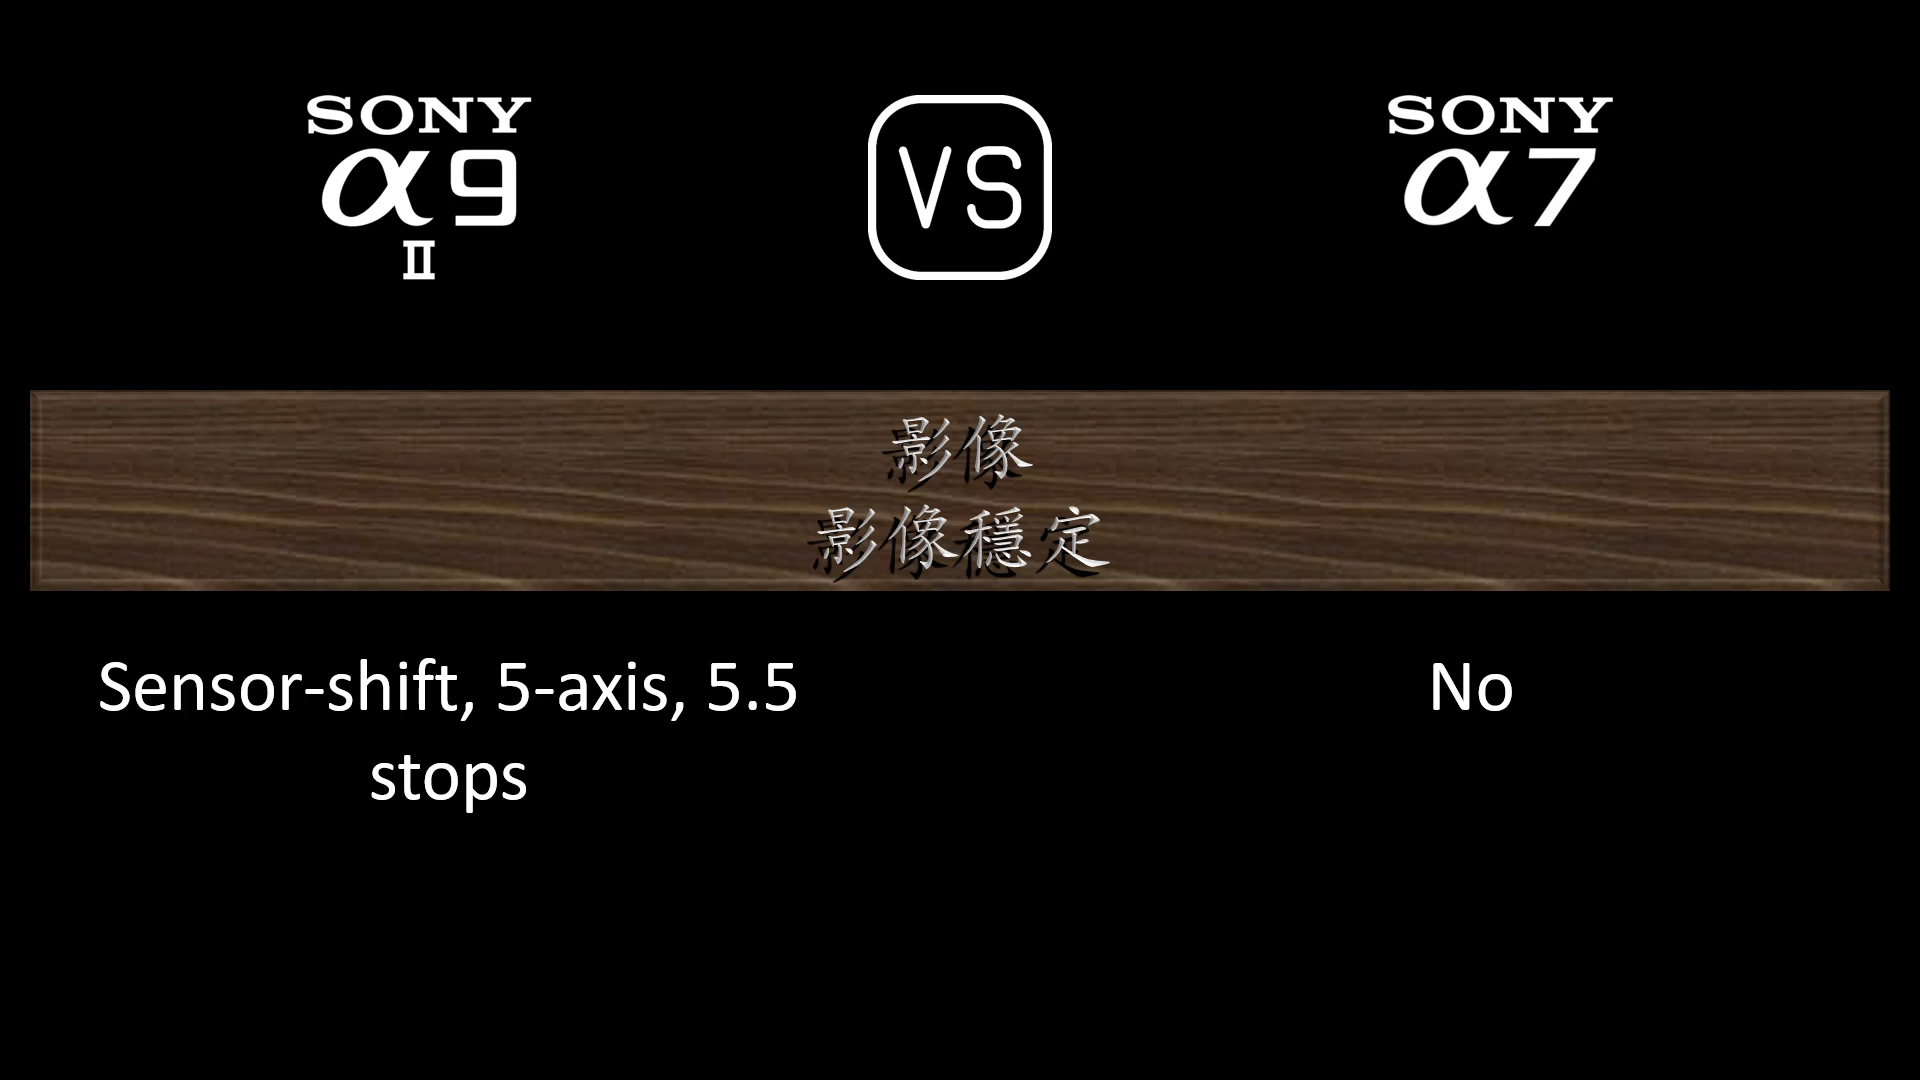 SONY
α9
II
VS
SONY
α7
影像
影像穩定
Sensor-shift, 5-axis, 5.5
stops
No